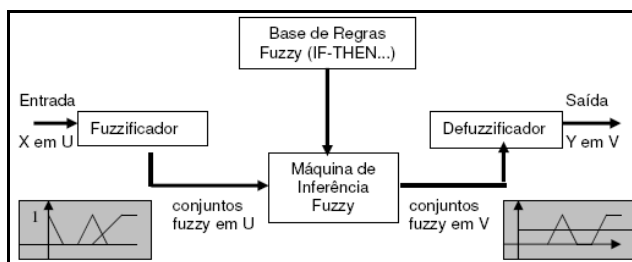 Base de Regras
Fuzzy (IF-THEN...)
Entrada
X em U
Fuzzificador
Defuzzificador
Saída
Y em V
Máquina de
Inferência
Fuzzy
conjuntos
fuzzy em U
conjuntos
fuzzy em V
1